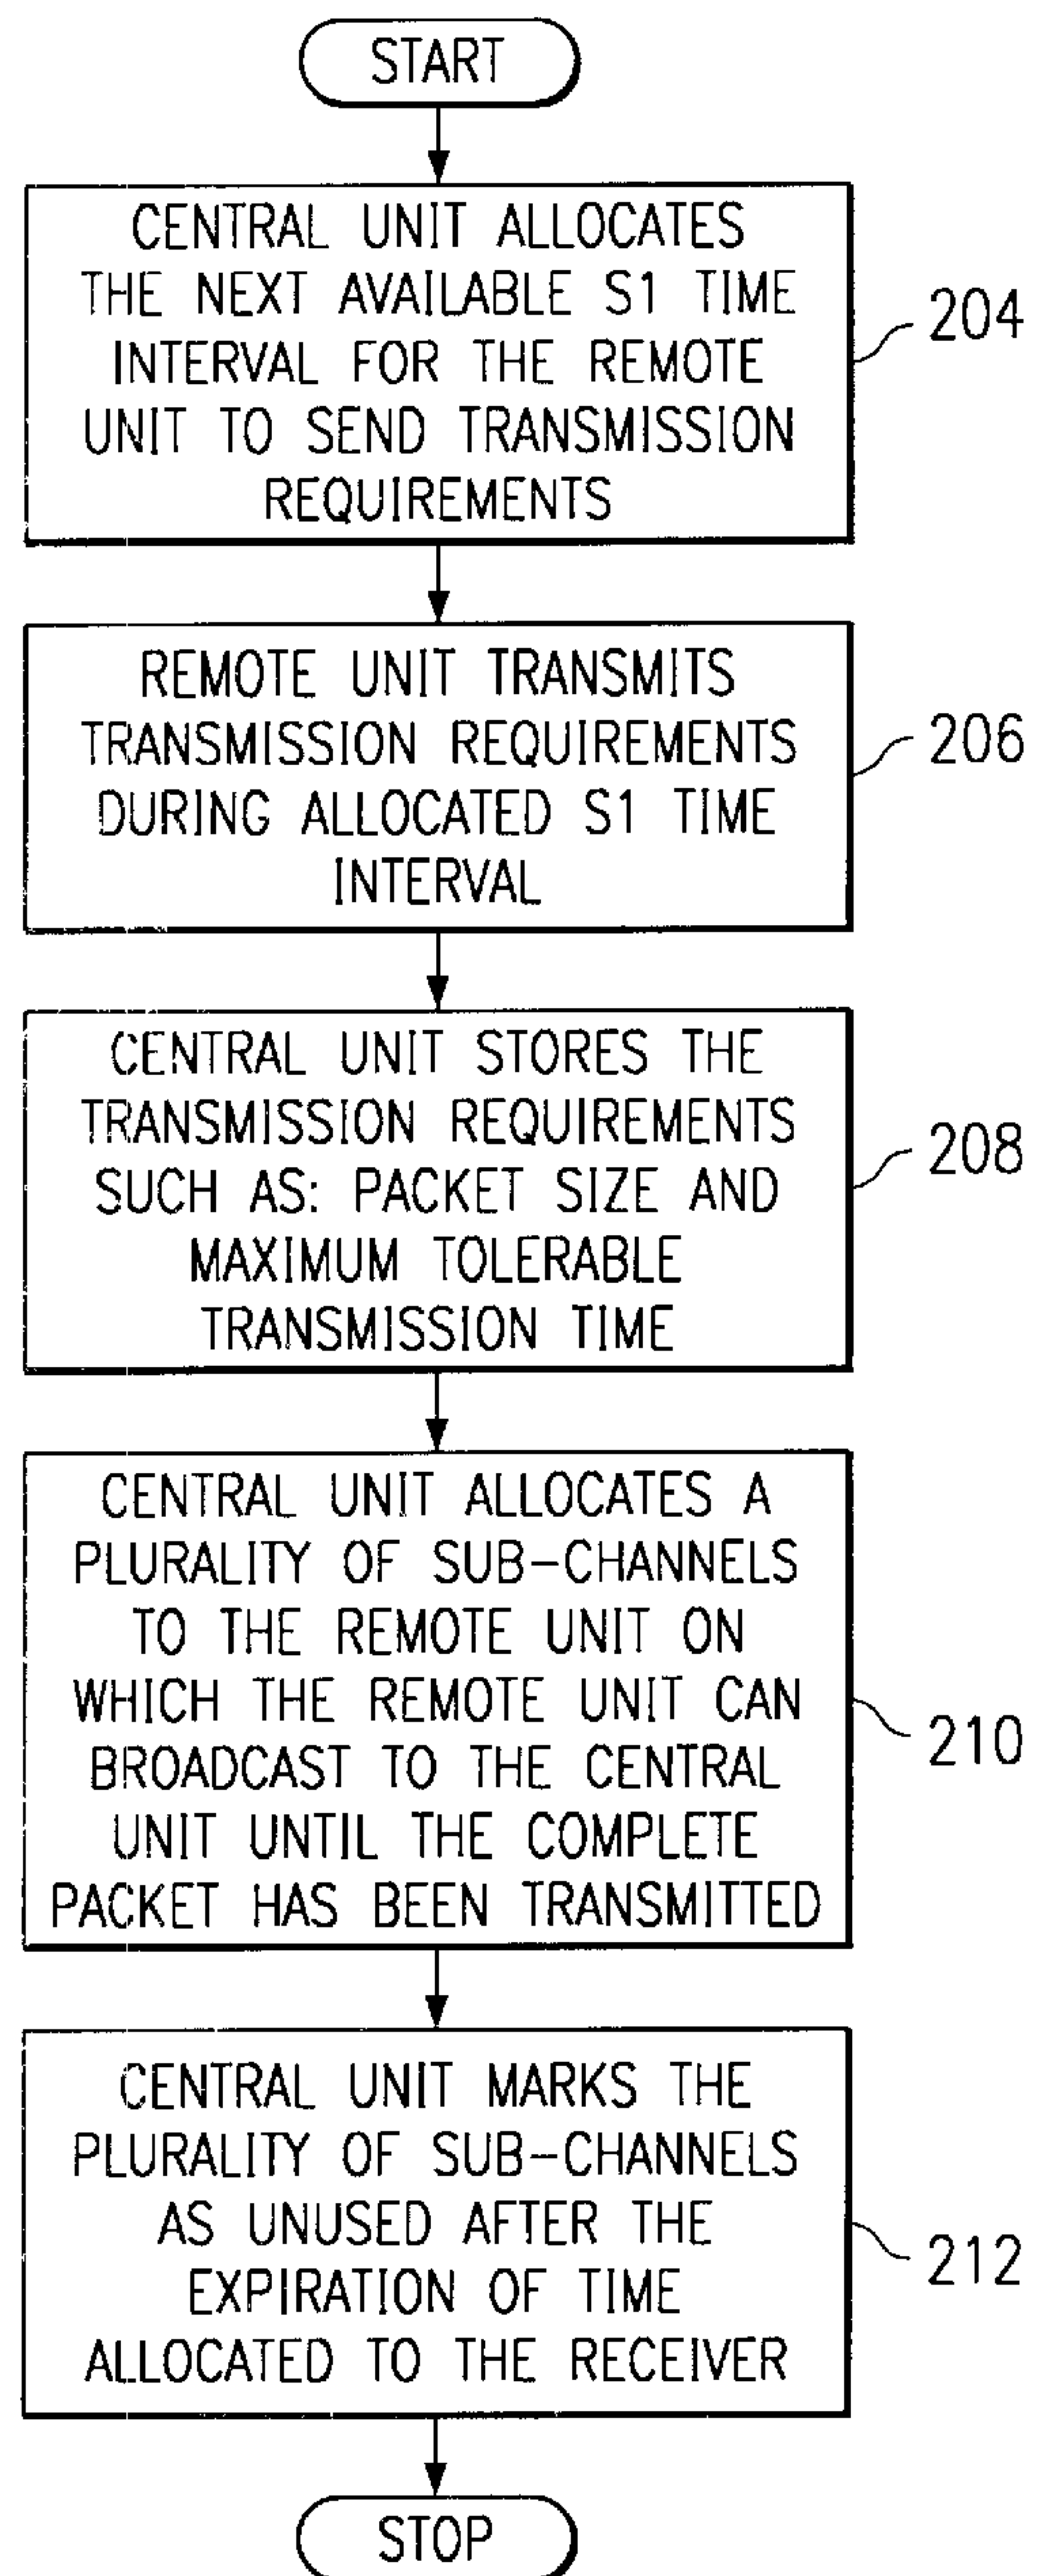 START
CENTRAL UNIT ALLOCATES
THE NEXT AVAILABLE S1 TIME
INTERVAL FOR THE REMOTE
UNIT TO SEND TRANSMISSION
REQUIREMENTS
204
REMOTE UNIT TRANSMITS
TRANSMISSION REQUIREMENTS
DURING ALLOCATED S1 TIME
INTERVAL
206
CENTRAL UNIT STORES THE
TRANSMISSION REQUIREMENTS
SUCH AS: PACKET SIZE AND
MAXIMUM TOLERABLE
TRANSMISSION TIME
208
CENTRAL UNIT ALLOCATES A
PLURALITY OF SUB-CHANNELS
TO THE REMOTE UNIT ON
WHICH THE REMOTE UNIT CAN
BROADCAST TO THE CENTRAL
UNIT UNTIL THE COMPLETE
PACKET HAS BEEN TRANSMITTED
210
CENTRAL UNIT MARKS THE
PLURALITY OF SUB-CHANNELS
AS UNUSED AFTER THE
EXPIRATION OF TIME
ALLOCATED TO THE RECEIVER
212
STOP